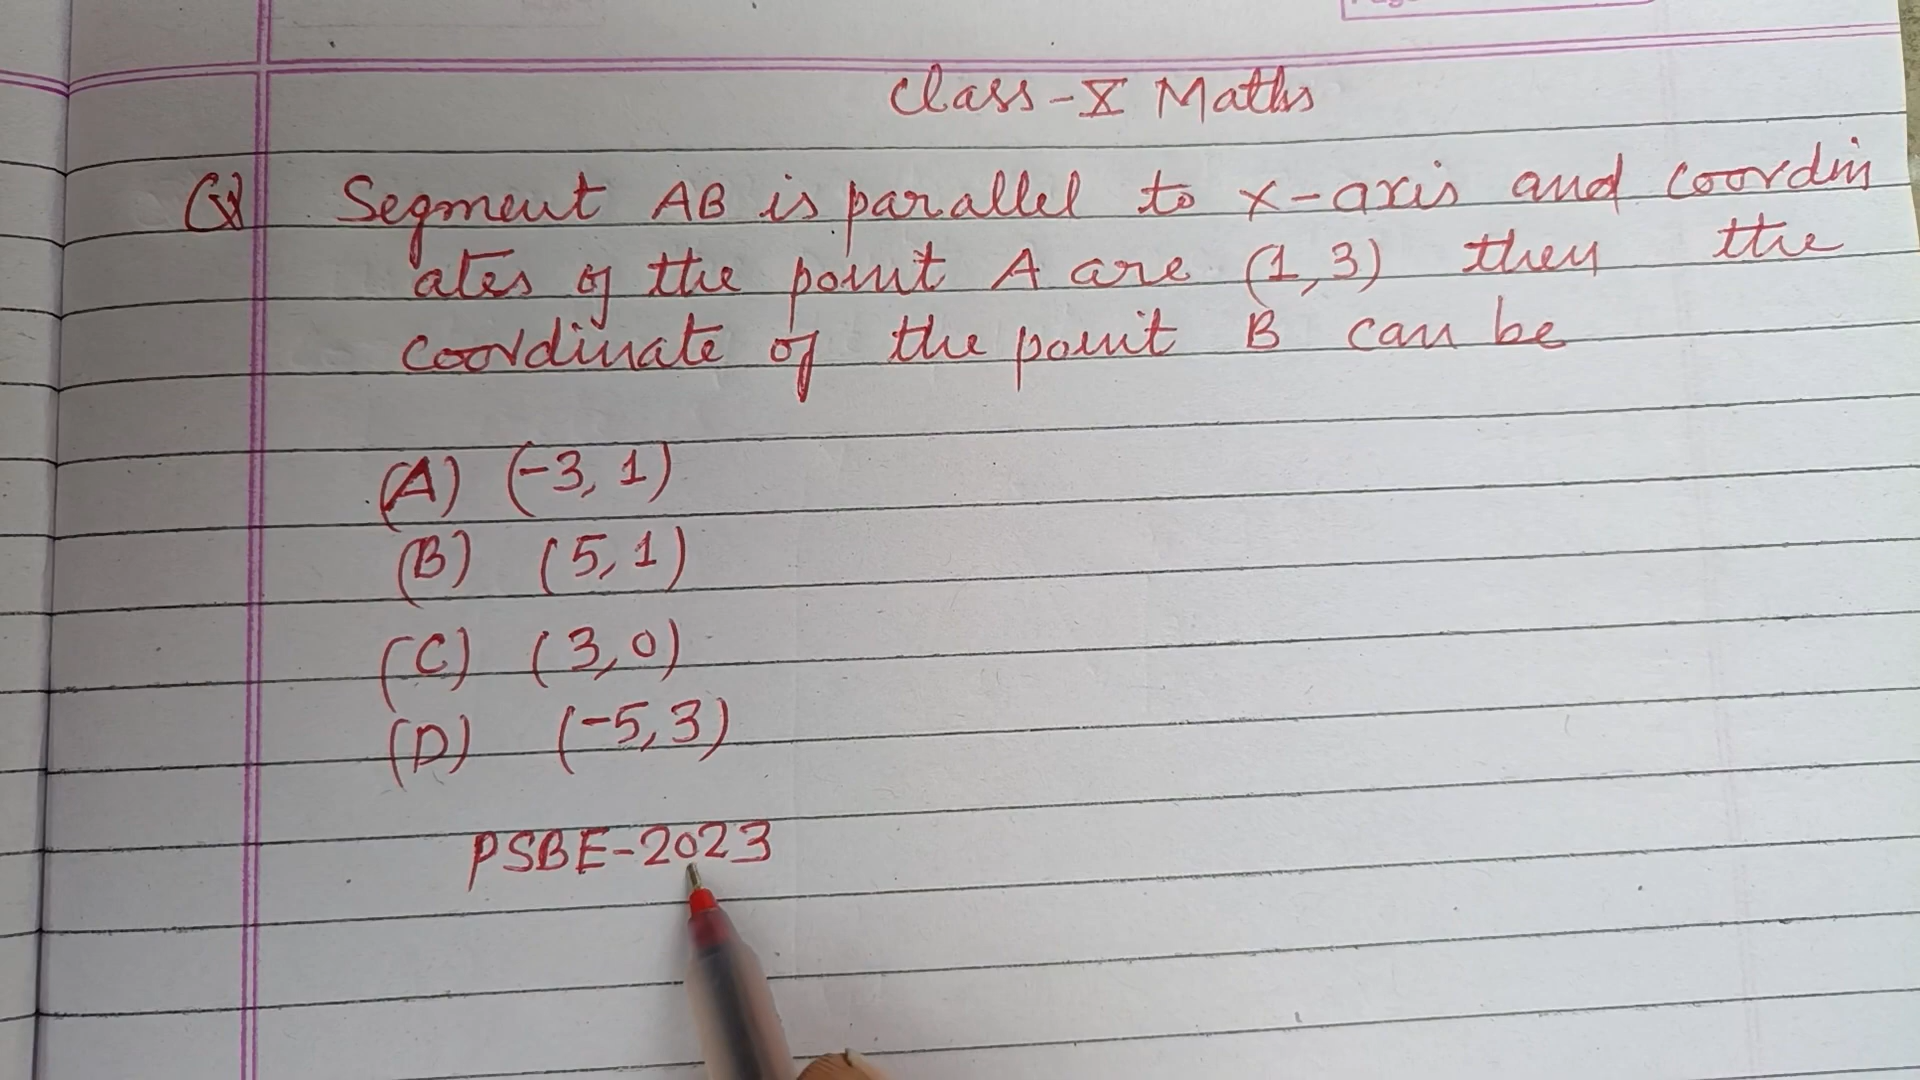 Class-X Maths
Q) Segment AB is parallel to x-axis and coordin
ates of the point A are (1,3) then the
coordinate of the point B can be
(A) (-3, 1)
(B) (5, 1)
(C) (3, 0)
(D) (-5, 3)
PSBE-2023